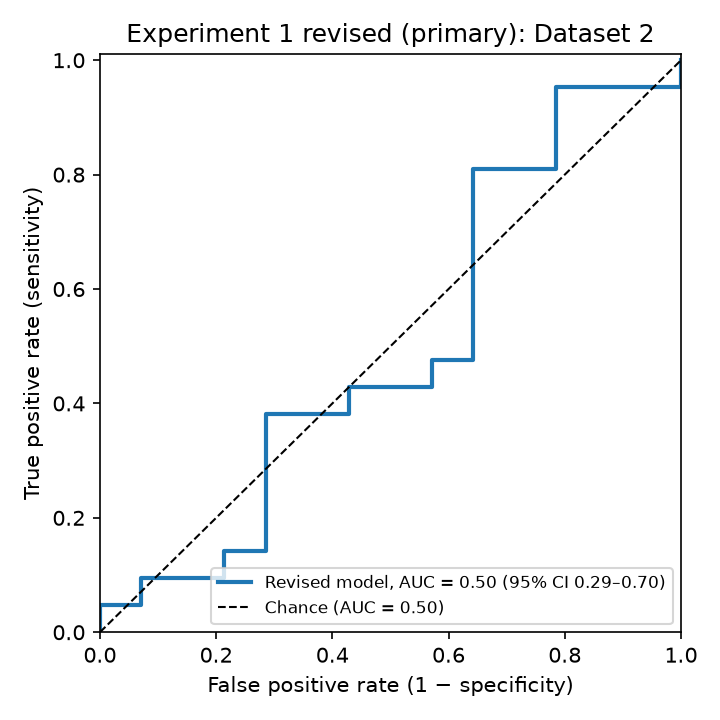 Experiment 1 revised (primary): Dataset 2
1.0
0.8
0.6
0.4
0.2
0.0
True positive rate (sensitivity)
Revised model, AUC = 0.50 (95% CI 0.29–0.70)
Chance (AUC = 0.50)
0.0 0.2 0.4 0.6 0.8 1.0
False positive rate (1 − specificity)